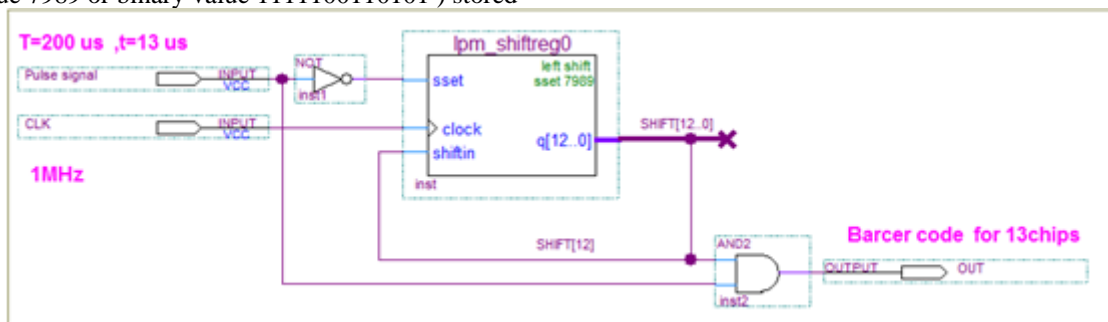 de 7989 or binary value 1111100110101 ) stored
T=200 us ,t=13 us
lpm_shiftreg0
Pulse signal
INPUT
VCC
NOT
inst1
left shift
sset 7989
sset
CLK
INPUT
VCC
clock
shiftin
q[12..0]
SHIFT[12..0]
1MHz
inst
SHIFT[12]
AND2
inst2
Barcer code for 13chips
OUTPUT
OUT